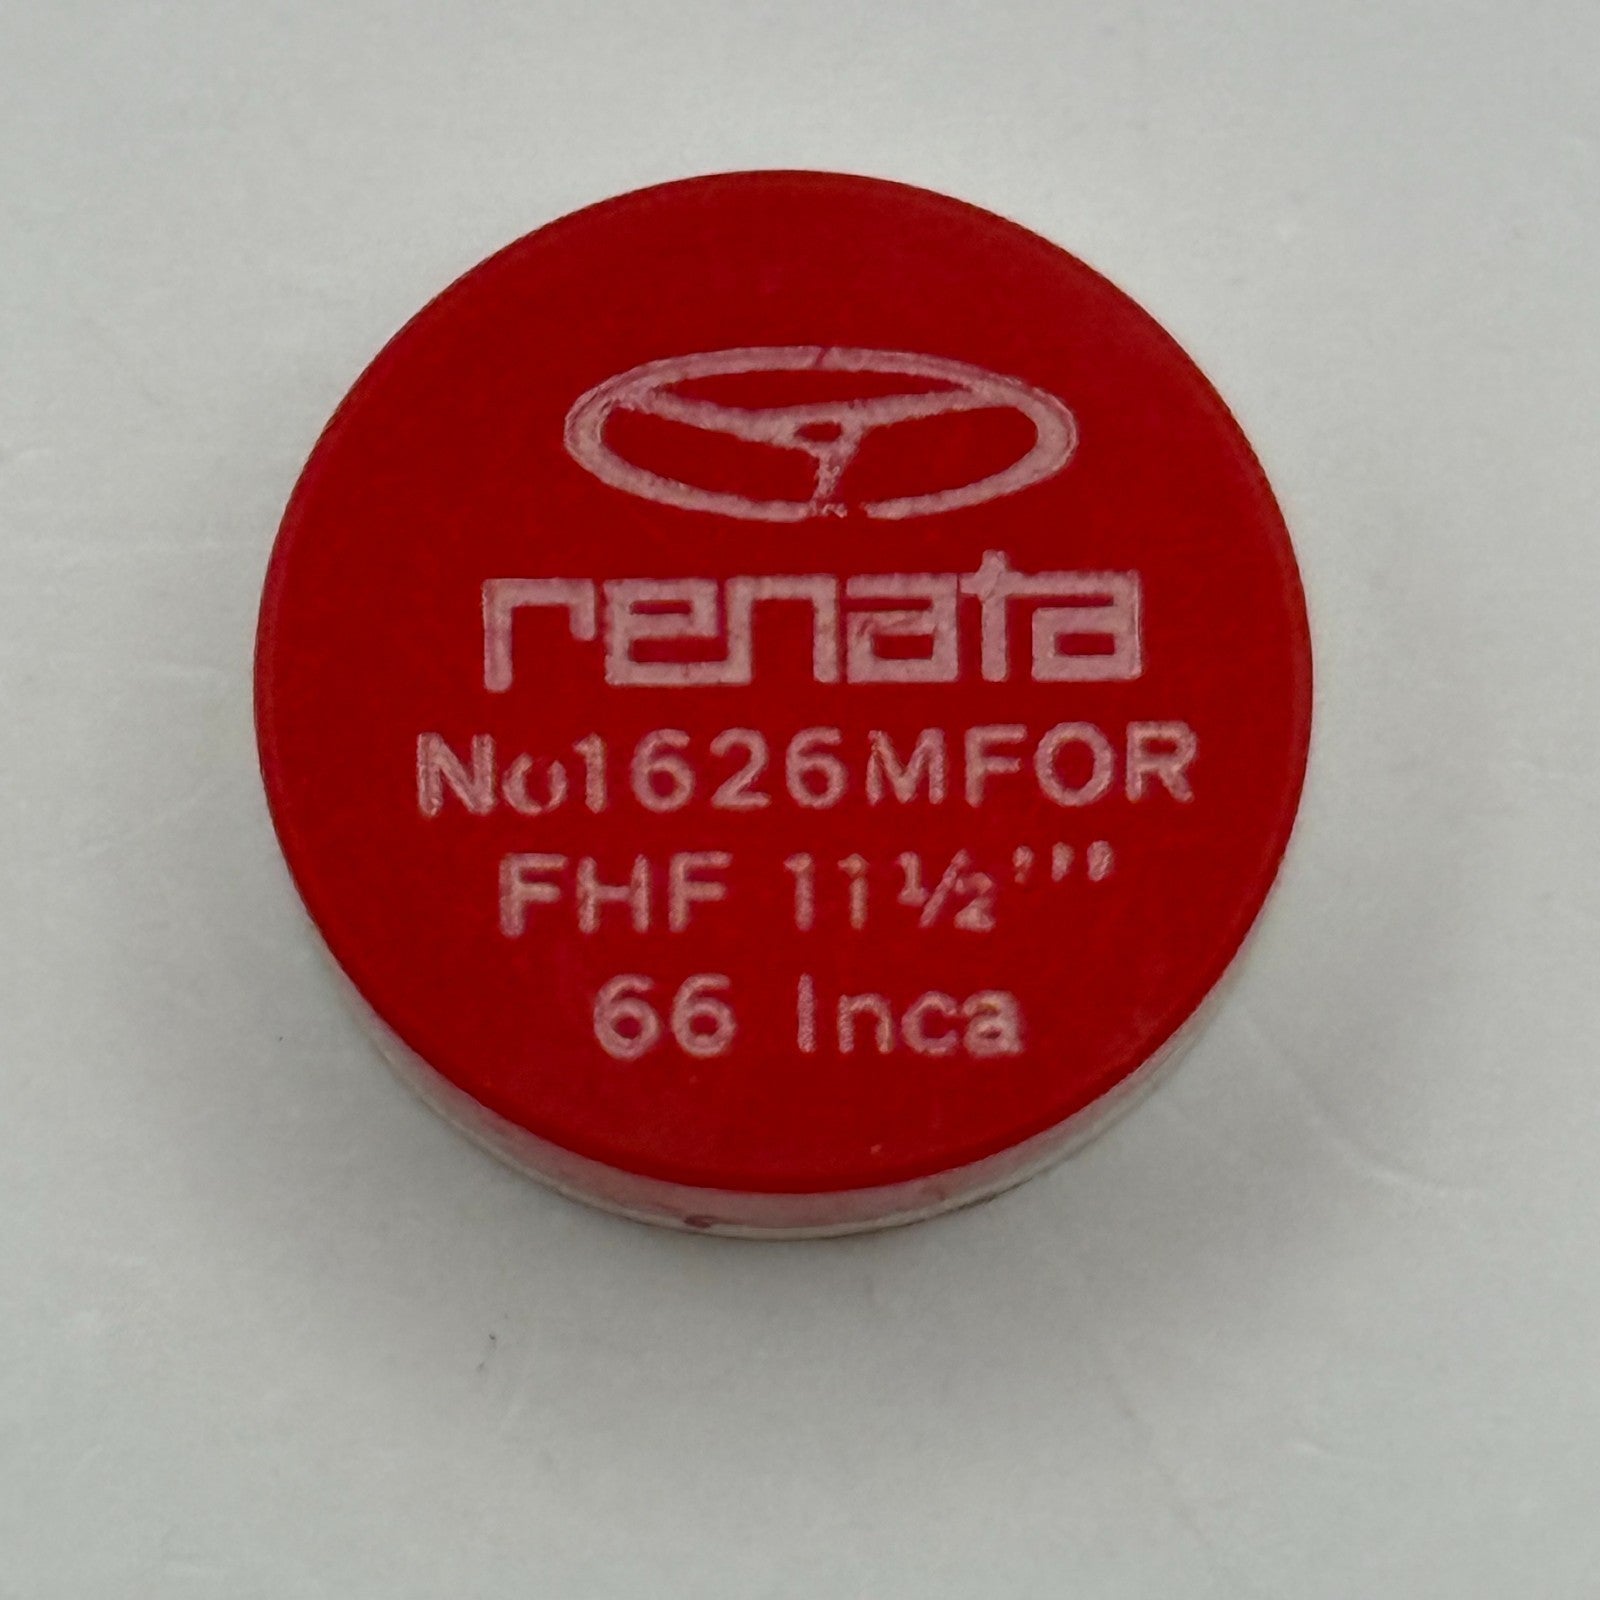 renata
No1626MFOR
FHF 11½'''
66 Inca